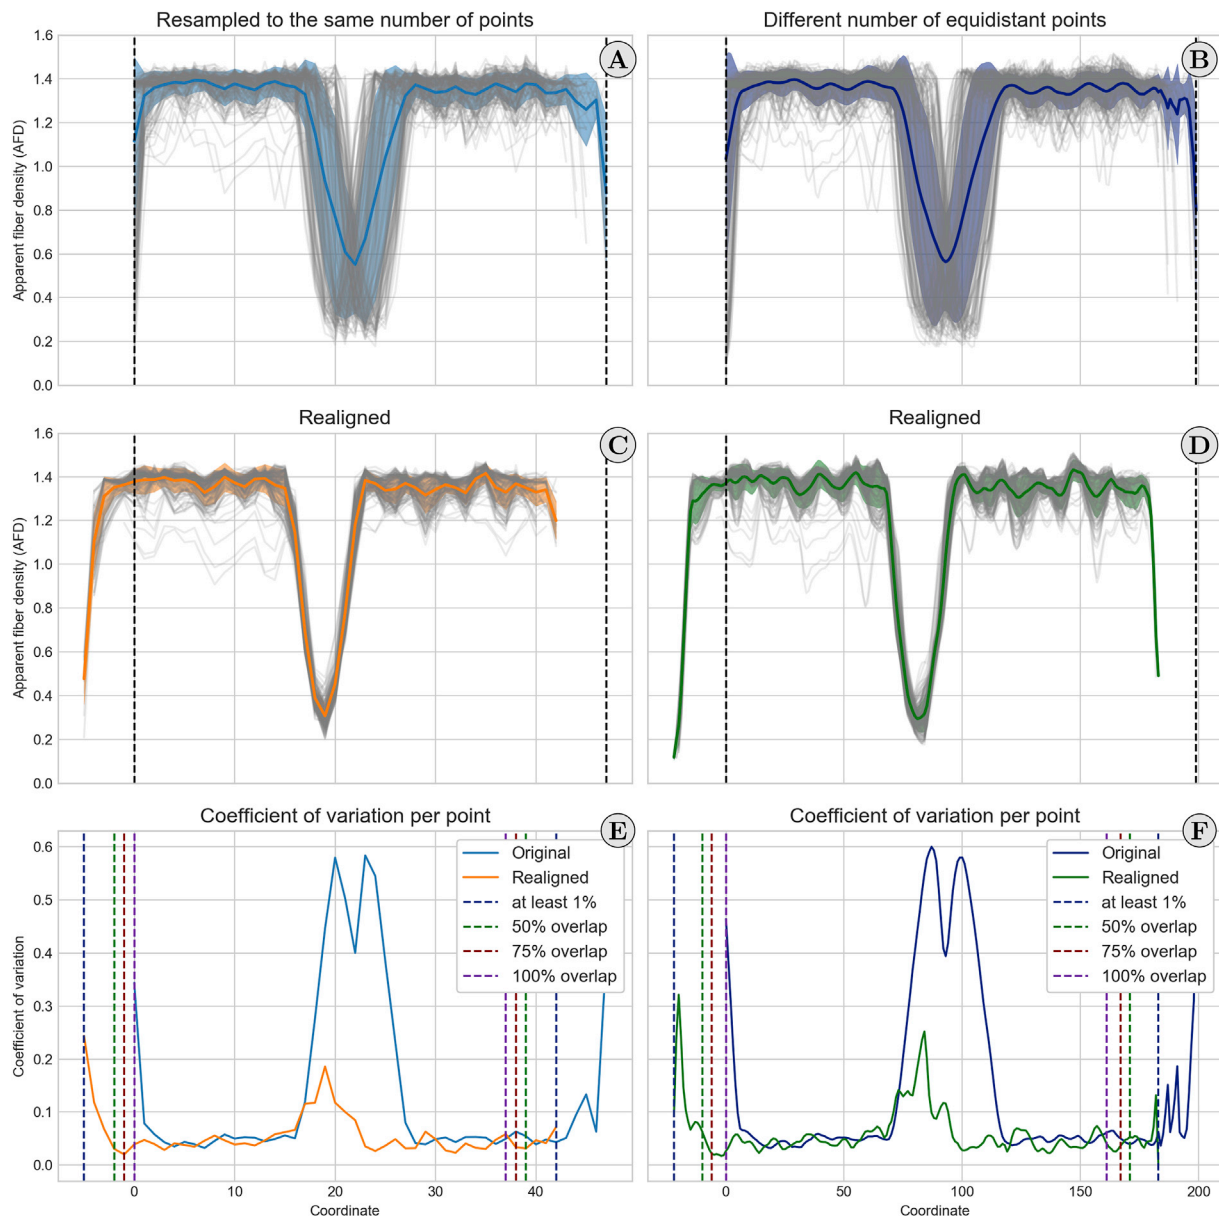 Resampled to the same number of points
Different number of equidistant points
A
B
Apparent fiber density (AFD)
1.6
1.4
1.2
1.0
0.8
0.6
0.4
0.2
0.0
Realigned
Realigned
C
D
Apparent fiber density (AFD)
1.6
1.4
1.2
1.0
0.8
0.6
0.4
0.2
0.0
Coefficient of variation per point
Coefficient of variation per point
E
F
Coefficient of variation
0.6
0.5
0.4
0.3
0.2
0.1
0.0
Original
Realigned
at least 1%
50% overlap
75% overlap
100% overlap
Original
Realigned
at least 1%
50% overlap
75% overlap
100% overlap
0 10 20 30 40
Coordinate
0 50 100 150 200
Coordinate